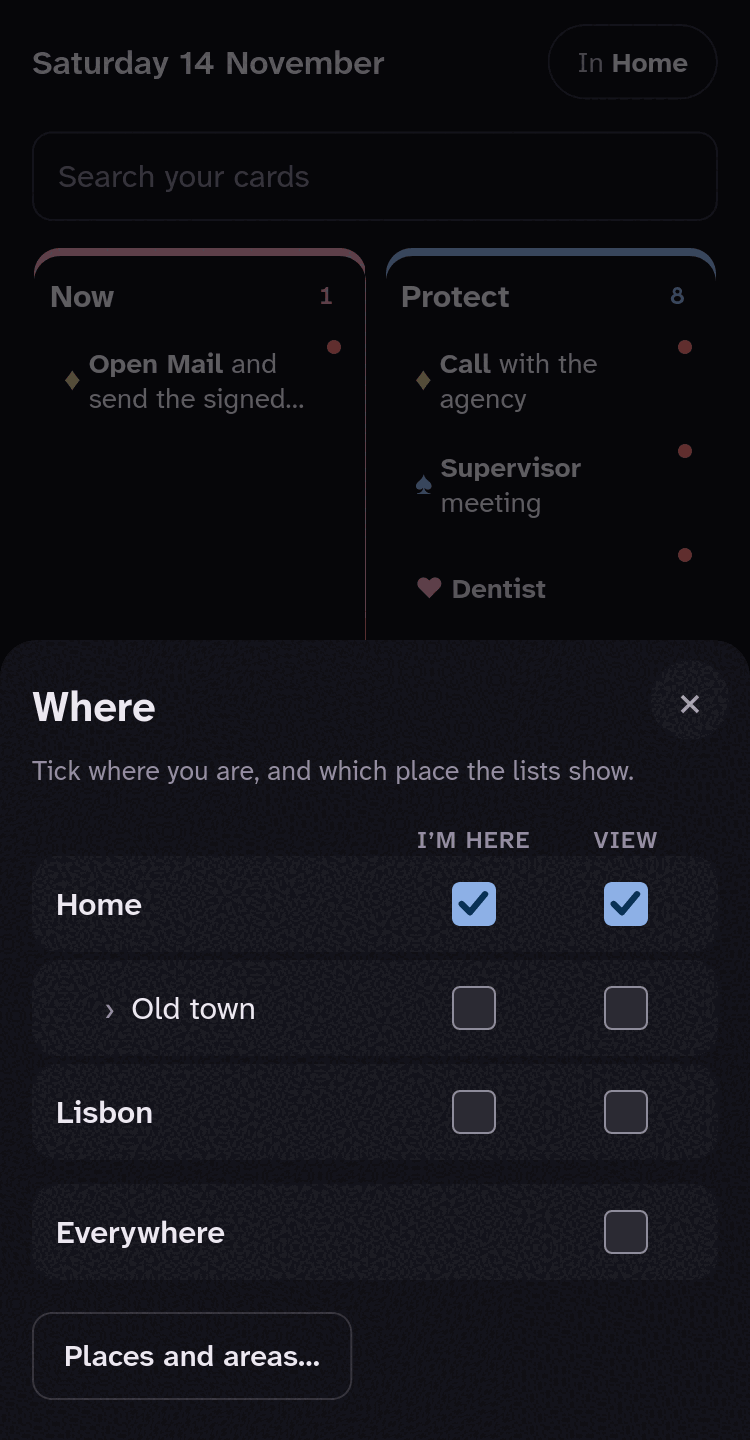 Saturday 14 November
In Home
Search your cards
Now 1
Open Mail and
send the signed...
Protect 8
Call with the
agency
Supervisor
meeting
Dentist
Where
Tick where you are, and which place the lists show.
I'M HERE VIEW
Home
› Old town
Lisbon
Everywhere
Places and areas...